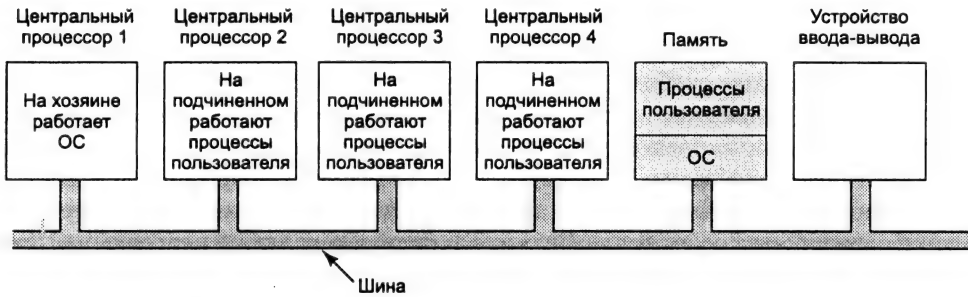 Центральный
процессор 1
Центральный
процессор 2
Центральный
процессор 3
Центральный
процессор 4
Память
Устройство
ввода-вывода
На хозяине
работает
ОС
На
подчиненном
работают
процессы
пользователя
На
подчиненном
работают
процессы
пользователя
На
подчиненном
работают
процессы
пользователя
Процессы
пользователя
ОС
Шина